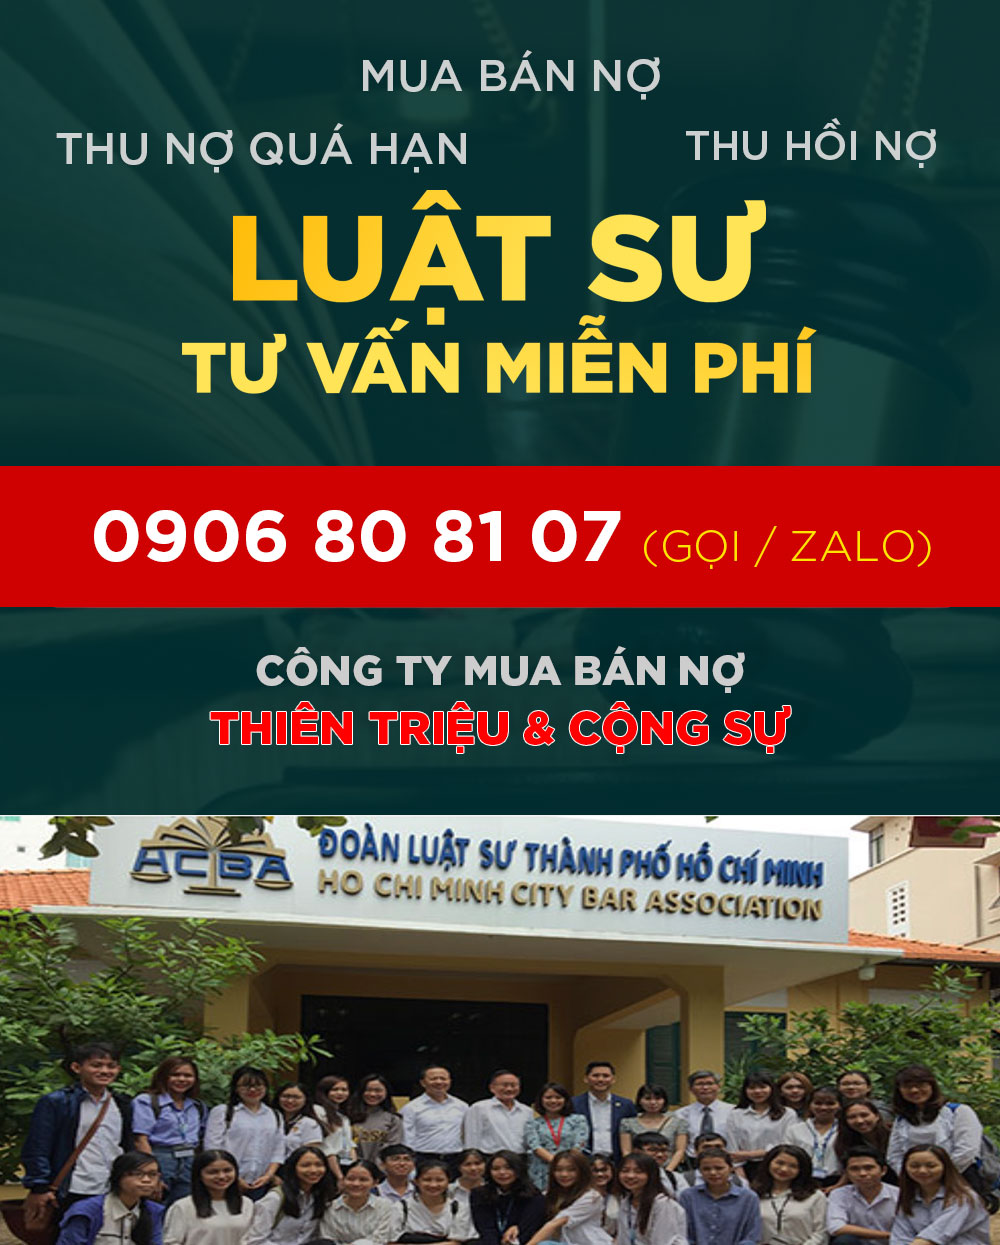 MUA BÁN NỢ
THU NỢ QUÁ HẠN
THU HỒI NỢ
LUẬT SƯ
TƯ VẤN MIỄN PHÍ
0906 80 81 07 (GỌI / ZALO)
CÔNG TY MUA BÁN NỢ
THIÊN TRIỆU & CỘNG SỰ
ACBA
ĐOÀN LUẬT SƯ THÀNH PHỐ HỒ CHÍ MINH
HO CHI MINH CITY BAR ASSOCIATION